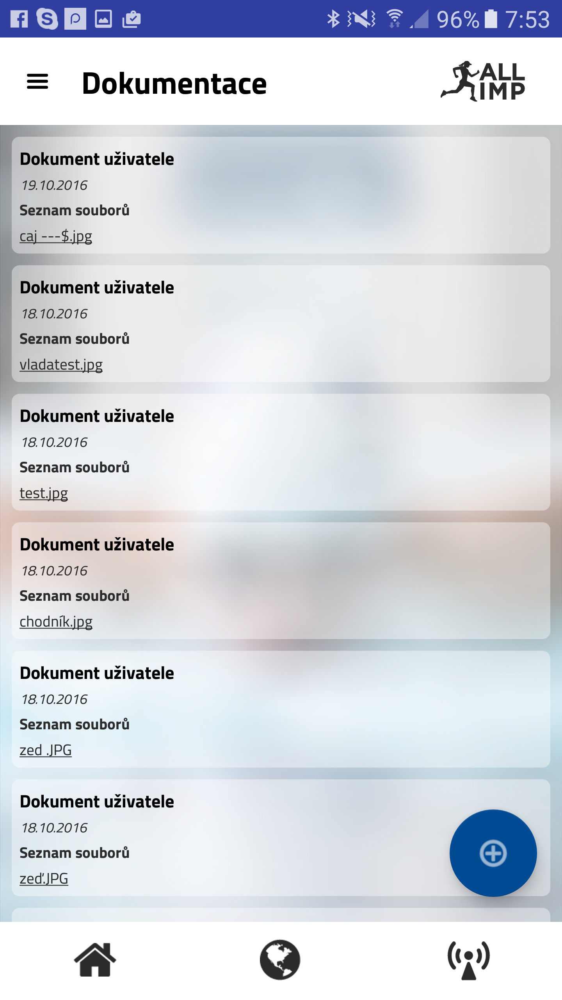 96% 7:53
Dokumentace
ALL
IMP
Dokument uživatele
19.10.2016
Seznam souborů
caj ---$.jpg
Dokument uživatele
18.10.2016
Seznam souborů
vladatest.jpg
Dokument uživatele
18.10.2016
Seznam souborů
test.jpg
Dokument uživatele
18.10.2016
Seznam souborů
chodník.jpg
Dokument uživatele
18.10.2016
Seznam souborů
zed .JPG
Dokument uživatele
18.10.2016
Seznam souborů
zeď.JPG